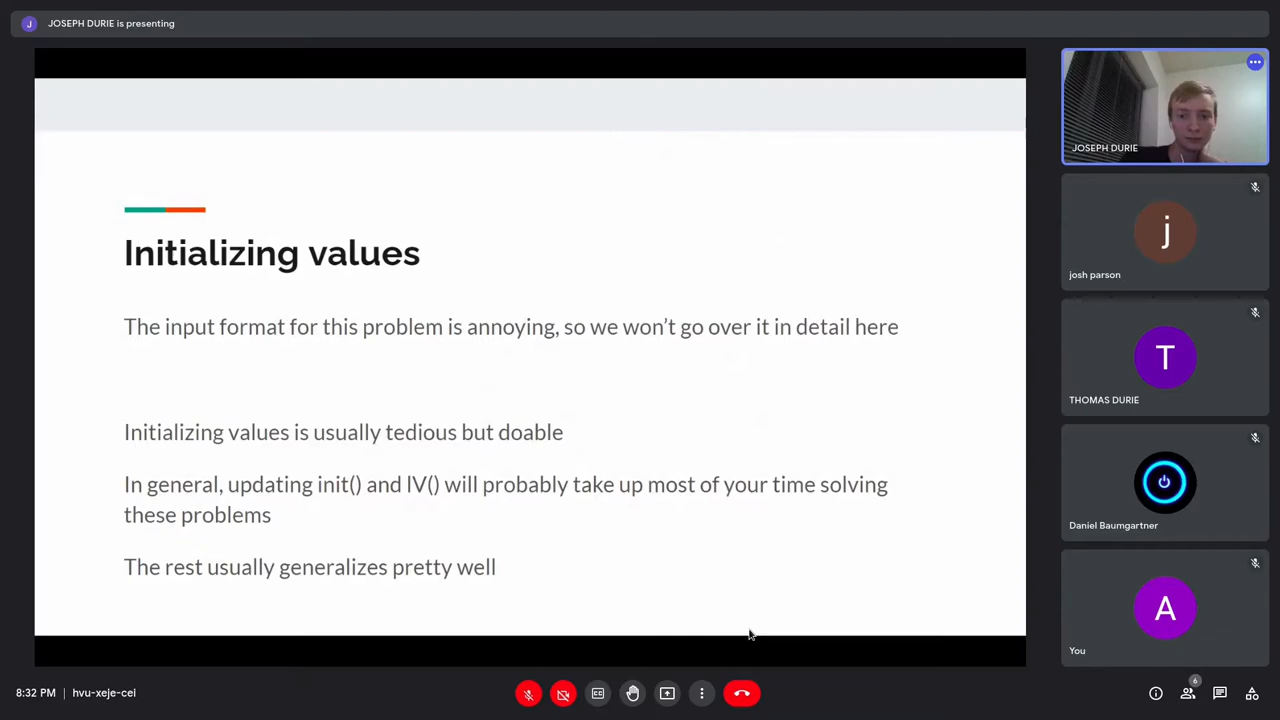 J
JOSEPH DURIE is presenting
Initializing values
The input format for this problem is annoying, so we won't go over it in detail here
Initializing values is usually tedious but doable
In general, updating init() and IV() will probably take up most of your time solving
these problems
The rest usually generalizes pretty well
JOSEPH DURIE
j
josh parson
T
THOMAS DURIE
Daniel Baumgartner
A
You
8:32 PM | hvu-xeje-cei
6